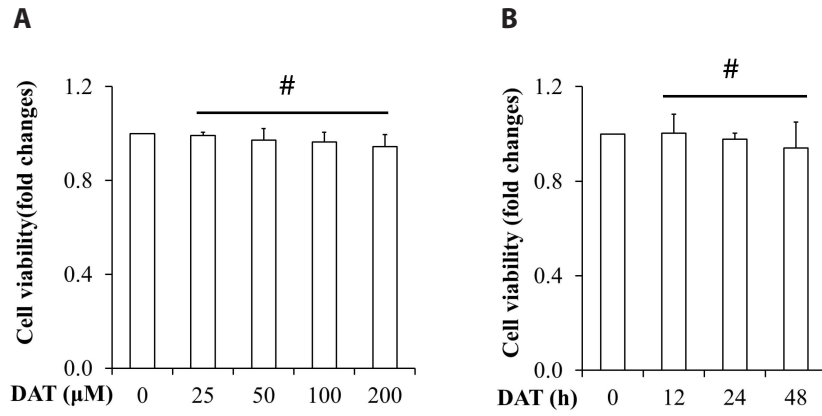 A
#
1.2
0.8
0.4
0.0
Cell viability(fold changes)
DAT (µM) 0 25 50 100 200
B
#
1.2
0.8
0.4
0.0
Cell viability (fold changes)
DAT (h) 0 12 24 48